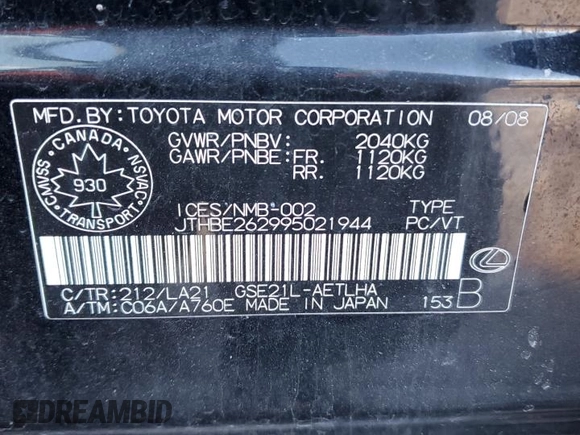 MFD.BY:TOYOTA MOTOR CORPORATION 08/08
GVWR/PNBV: 2040KG
GAWR/PNBE:FR. 1120KG
RR. 1120KG
CANADA
CMVSS 930 NSVAC
TRANSPORT
ICES/NMB-002 TYPE
JTHBE262995021944 PC/VT
C/TR:212/LA21 GSE21L-AETLHA
A/TM:C06A/A760E MADE IN JAPAN 153 B
DREAMBID